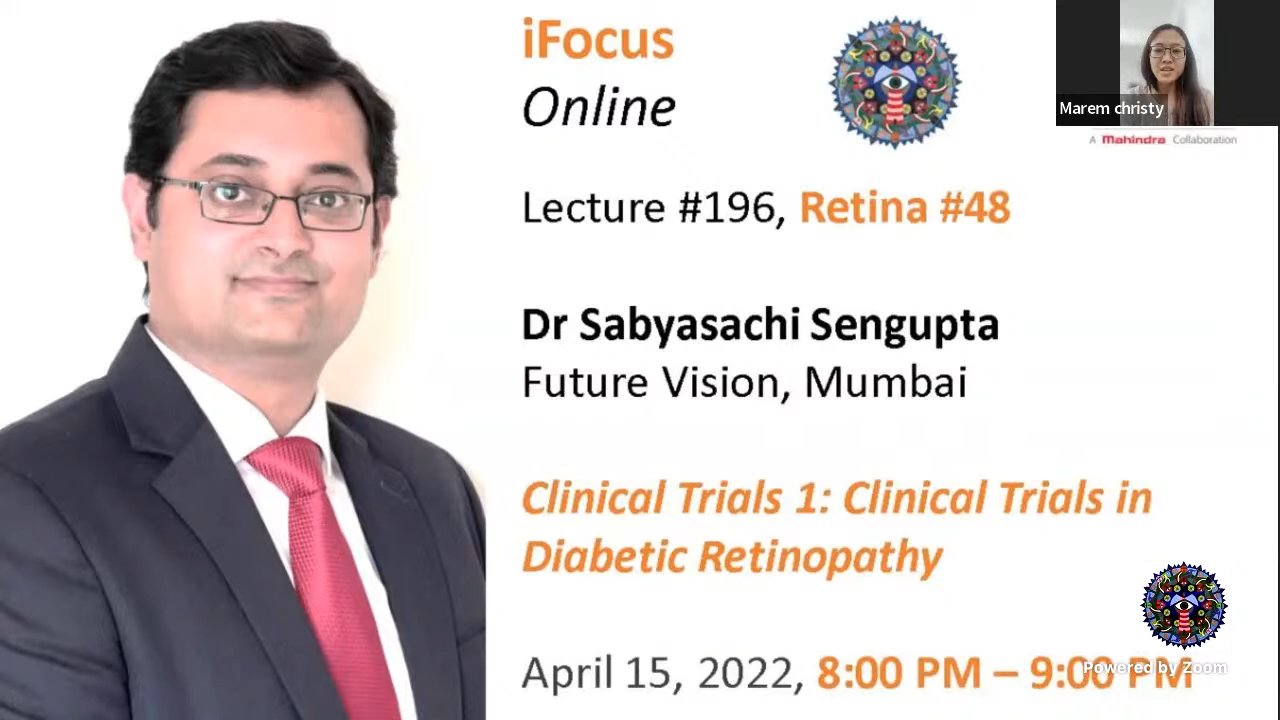 iFocus
Online
Marem christy
A Mahindra Collaboration
Lecture #196, Retina #48
Dr Sabyasachi Sengupta
Future Vision, Mumbai
Clinical Trials 1: Clinical Trials in
Diabetic Retinopathy
April 15, 2022, 8:00 PM – 9:00 PM
Powered by Zoom